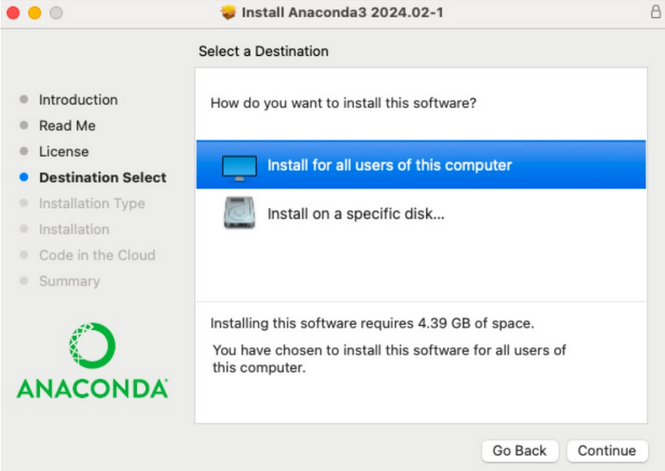 Install Anaconda3 2024.02-1
Select a Destination
Introduction
Read Me
License
Destination Select
Installation Type
Installation
Code in the Cloud
Summary
ANACONDA
How do you want to install this software?
Install for all users of this computer
Install on a specific disk...
Installing this software requires 4.39 GB of space.
You have chosen to install this software for all users of
this computer.
Go Back
Continue